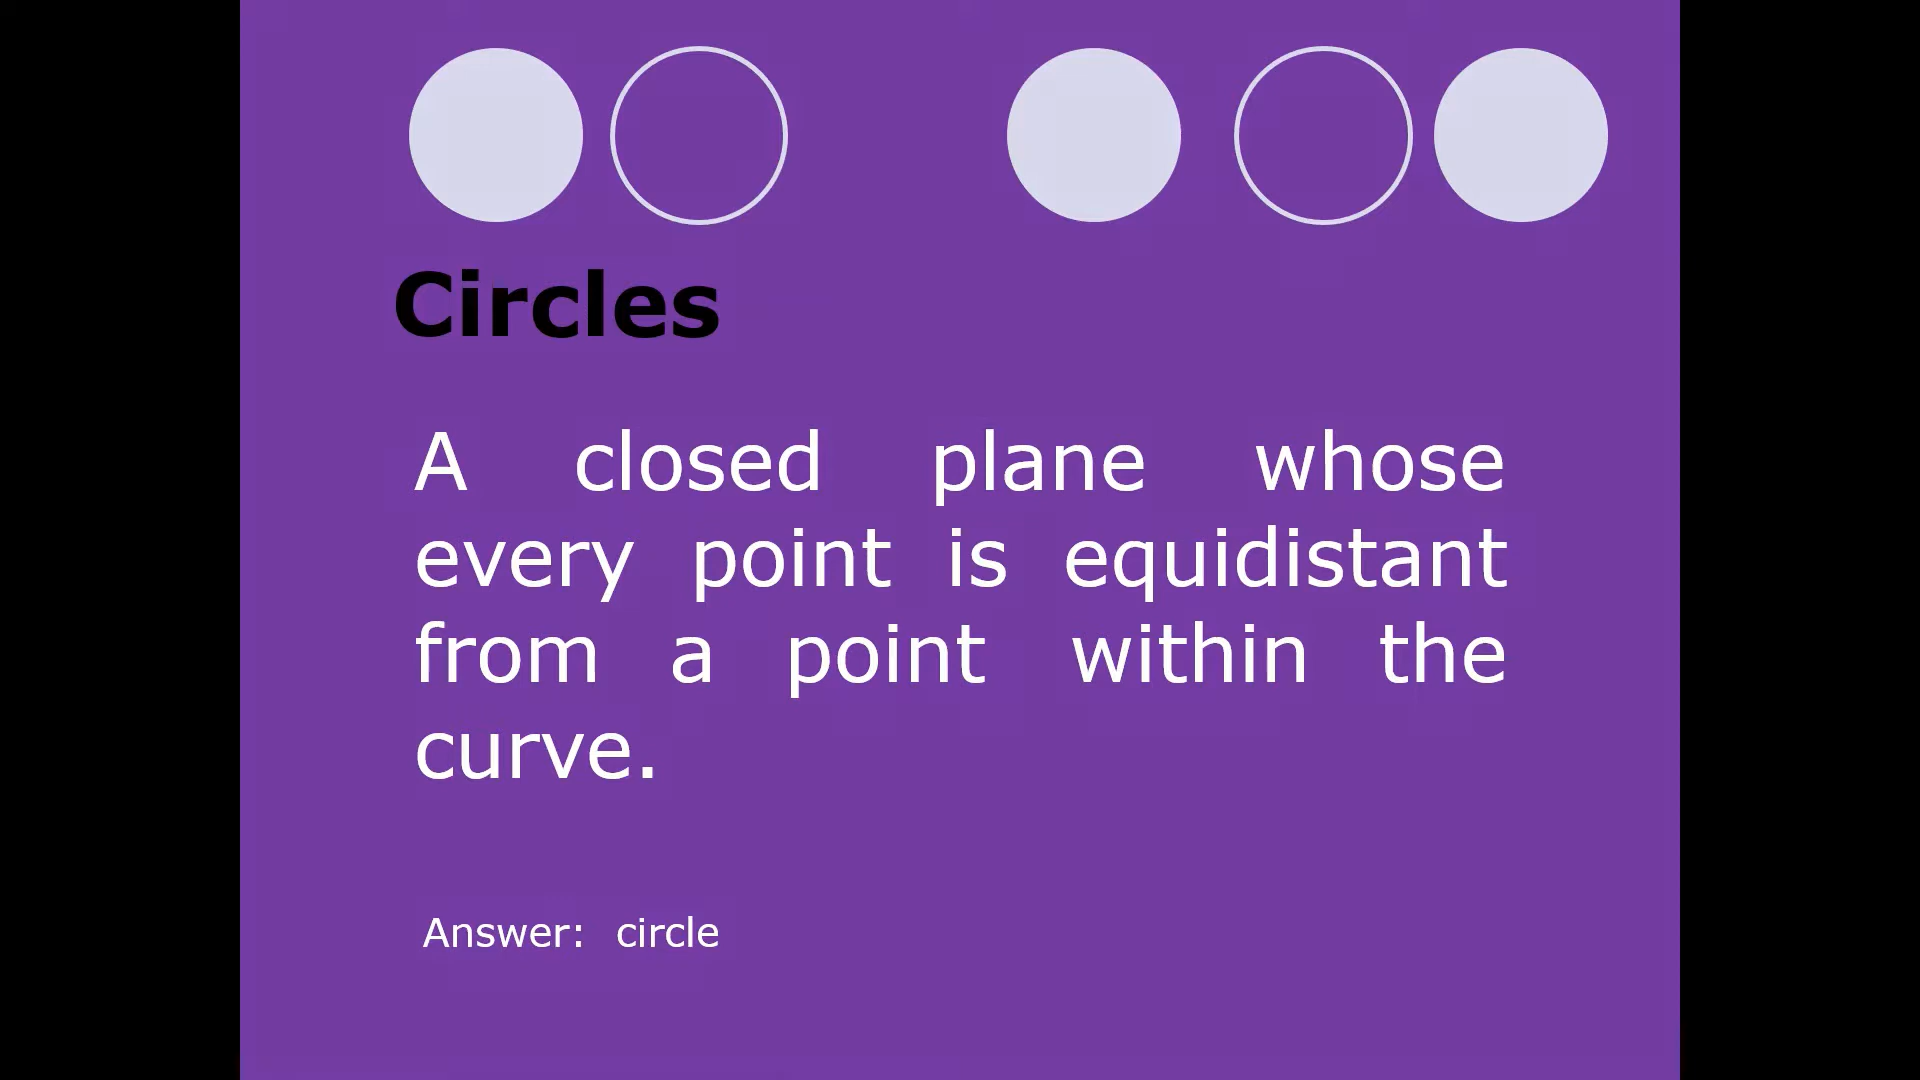 Circles
A closed plane whose
every point is equidistant
from a point within the
curve.
Answer: circle